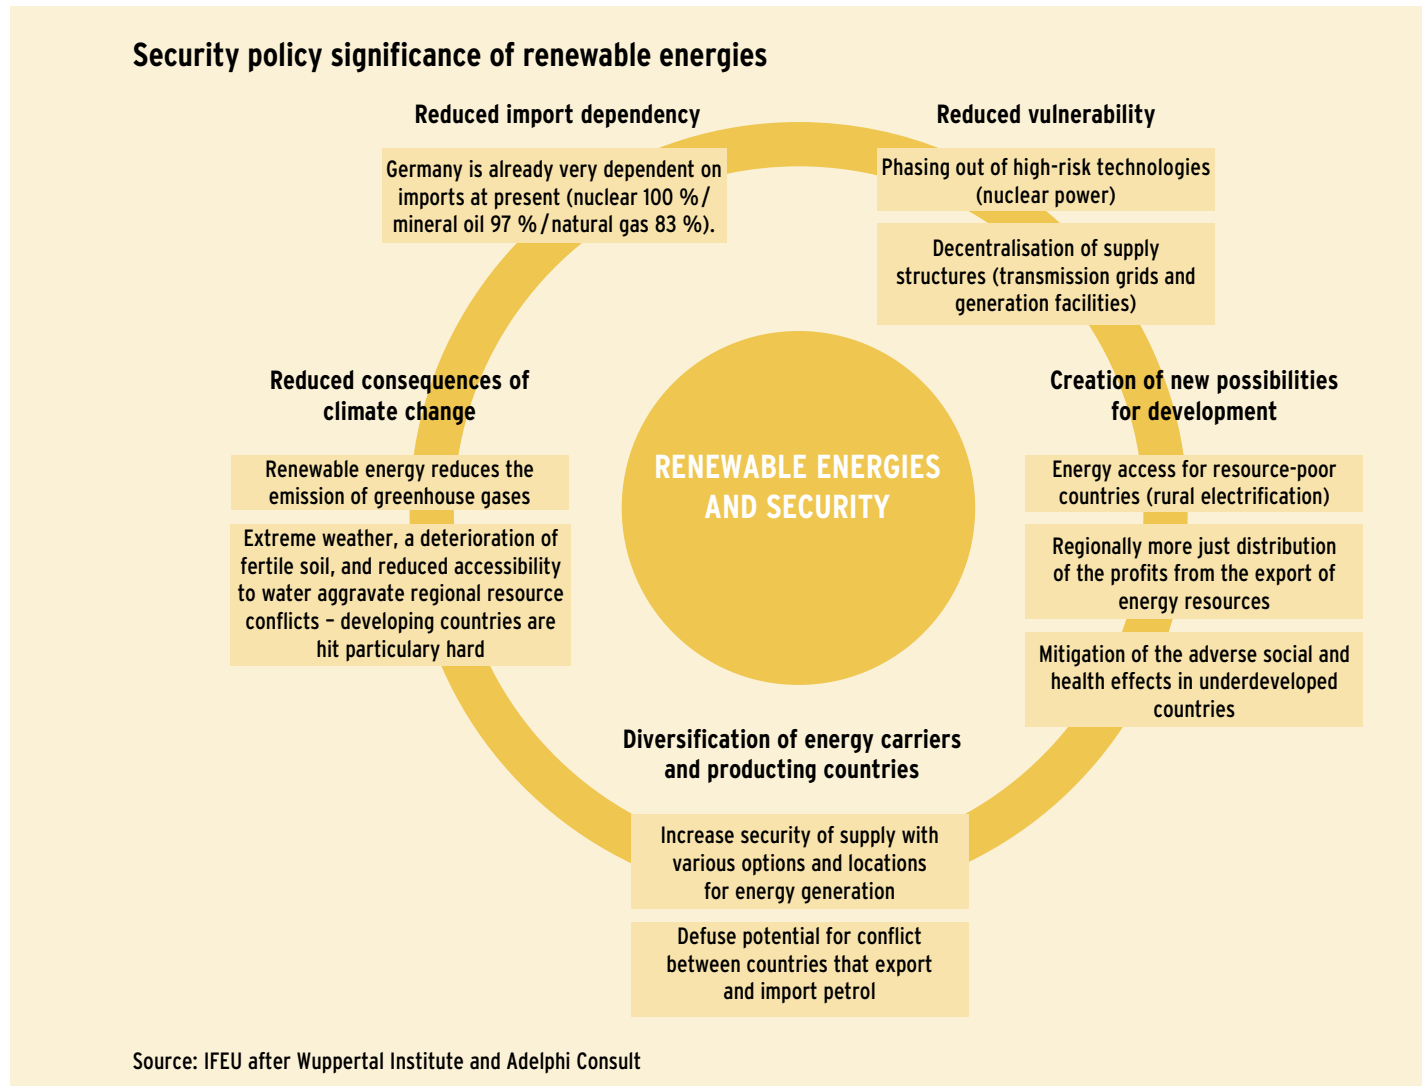 Security policy significance of renewable energies
Reduced import dependency
Germany is already very dependent on
imports at present (nuclear 100 % /
mineral oil 97 % / natural gas 83 %).
Reduced vulnerability
Phasing out of high-risk technologies
(nuclear power)
Decentralisation of supply
structures (transmission grids and
generation facilities)
Reduced consequences of
climate change
Renewable energy reduces the
emission of greenhouse gases
Extreme weather, a deterioration of
fertile soil, and reduced accessibility
to water aggravate regional resource
conflicts – developing countries are
hit particulary hard
RENEWABLE ENERGIES
AND SECURITY
Creation of new possibilities
for development
Energy access for resource-poor
countries (rural electrification)
Regionally more just distribution
of the profits from the export of
energy resources
Mitigation of the adverse social and
health effects in underdeveloped
countries
Diversification of energy carriers
and producting countries
Increase security of supply with
various options and locations
for energy generation
Defuse potential for conflict
between countries that export
and import petrol
Source: IFEU after Wuppertal Institute and Adelphi Consult